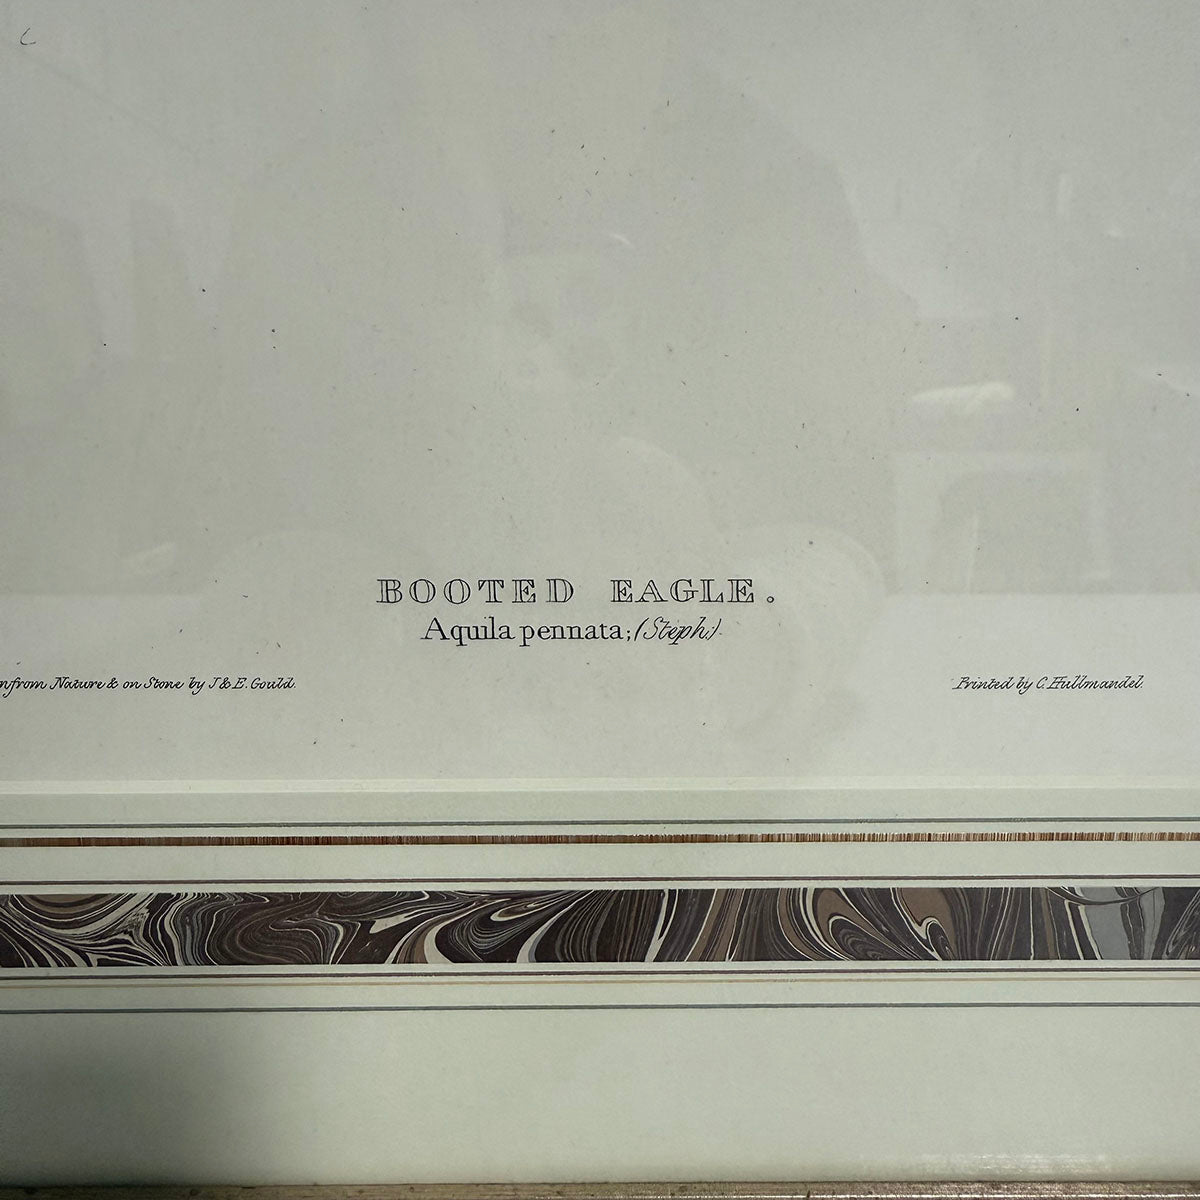 BOOTED EAGLE.
Aquila pennata; (Steph).
from Nature & on Stone by J & E. Gould.
Printed by C. Hullmandel.